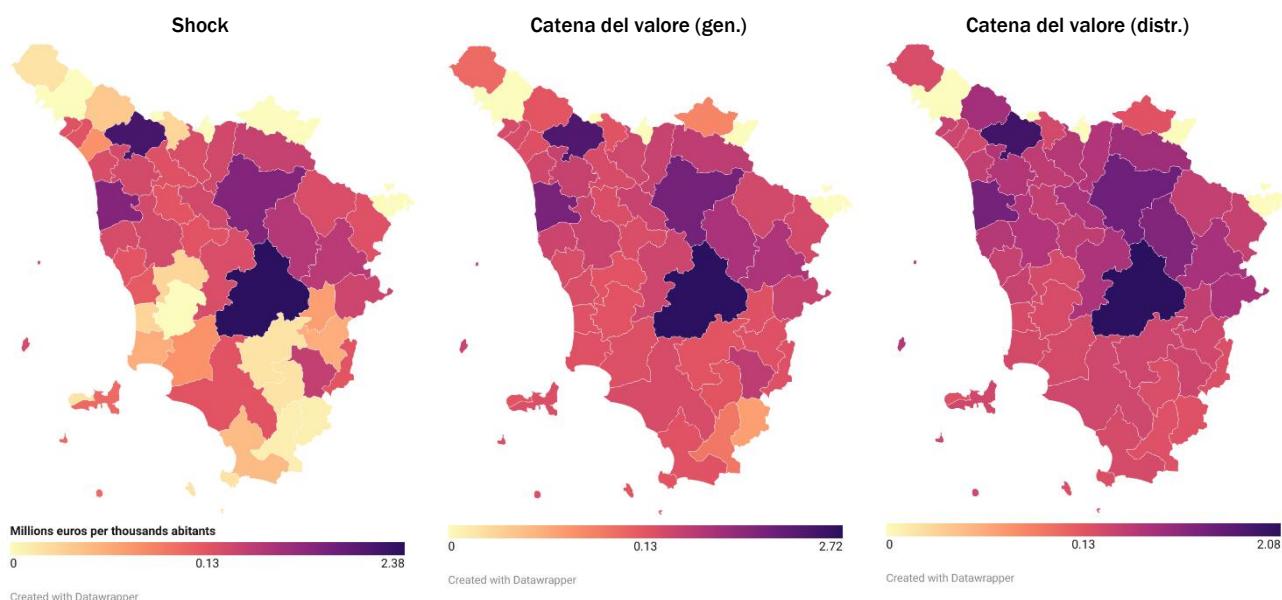 Shock
Catena del valore (gen.)
Catena del valore (distr.)
Millions euros per thousands abitants
0 0.13 2.38
0 0.13 2.72
0 0.13 2.08
Created with Datawrapper
Created with Datawrapper
Created with Datawrapper